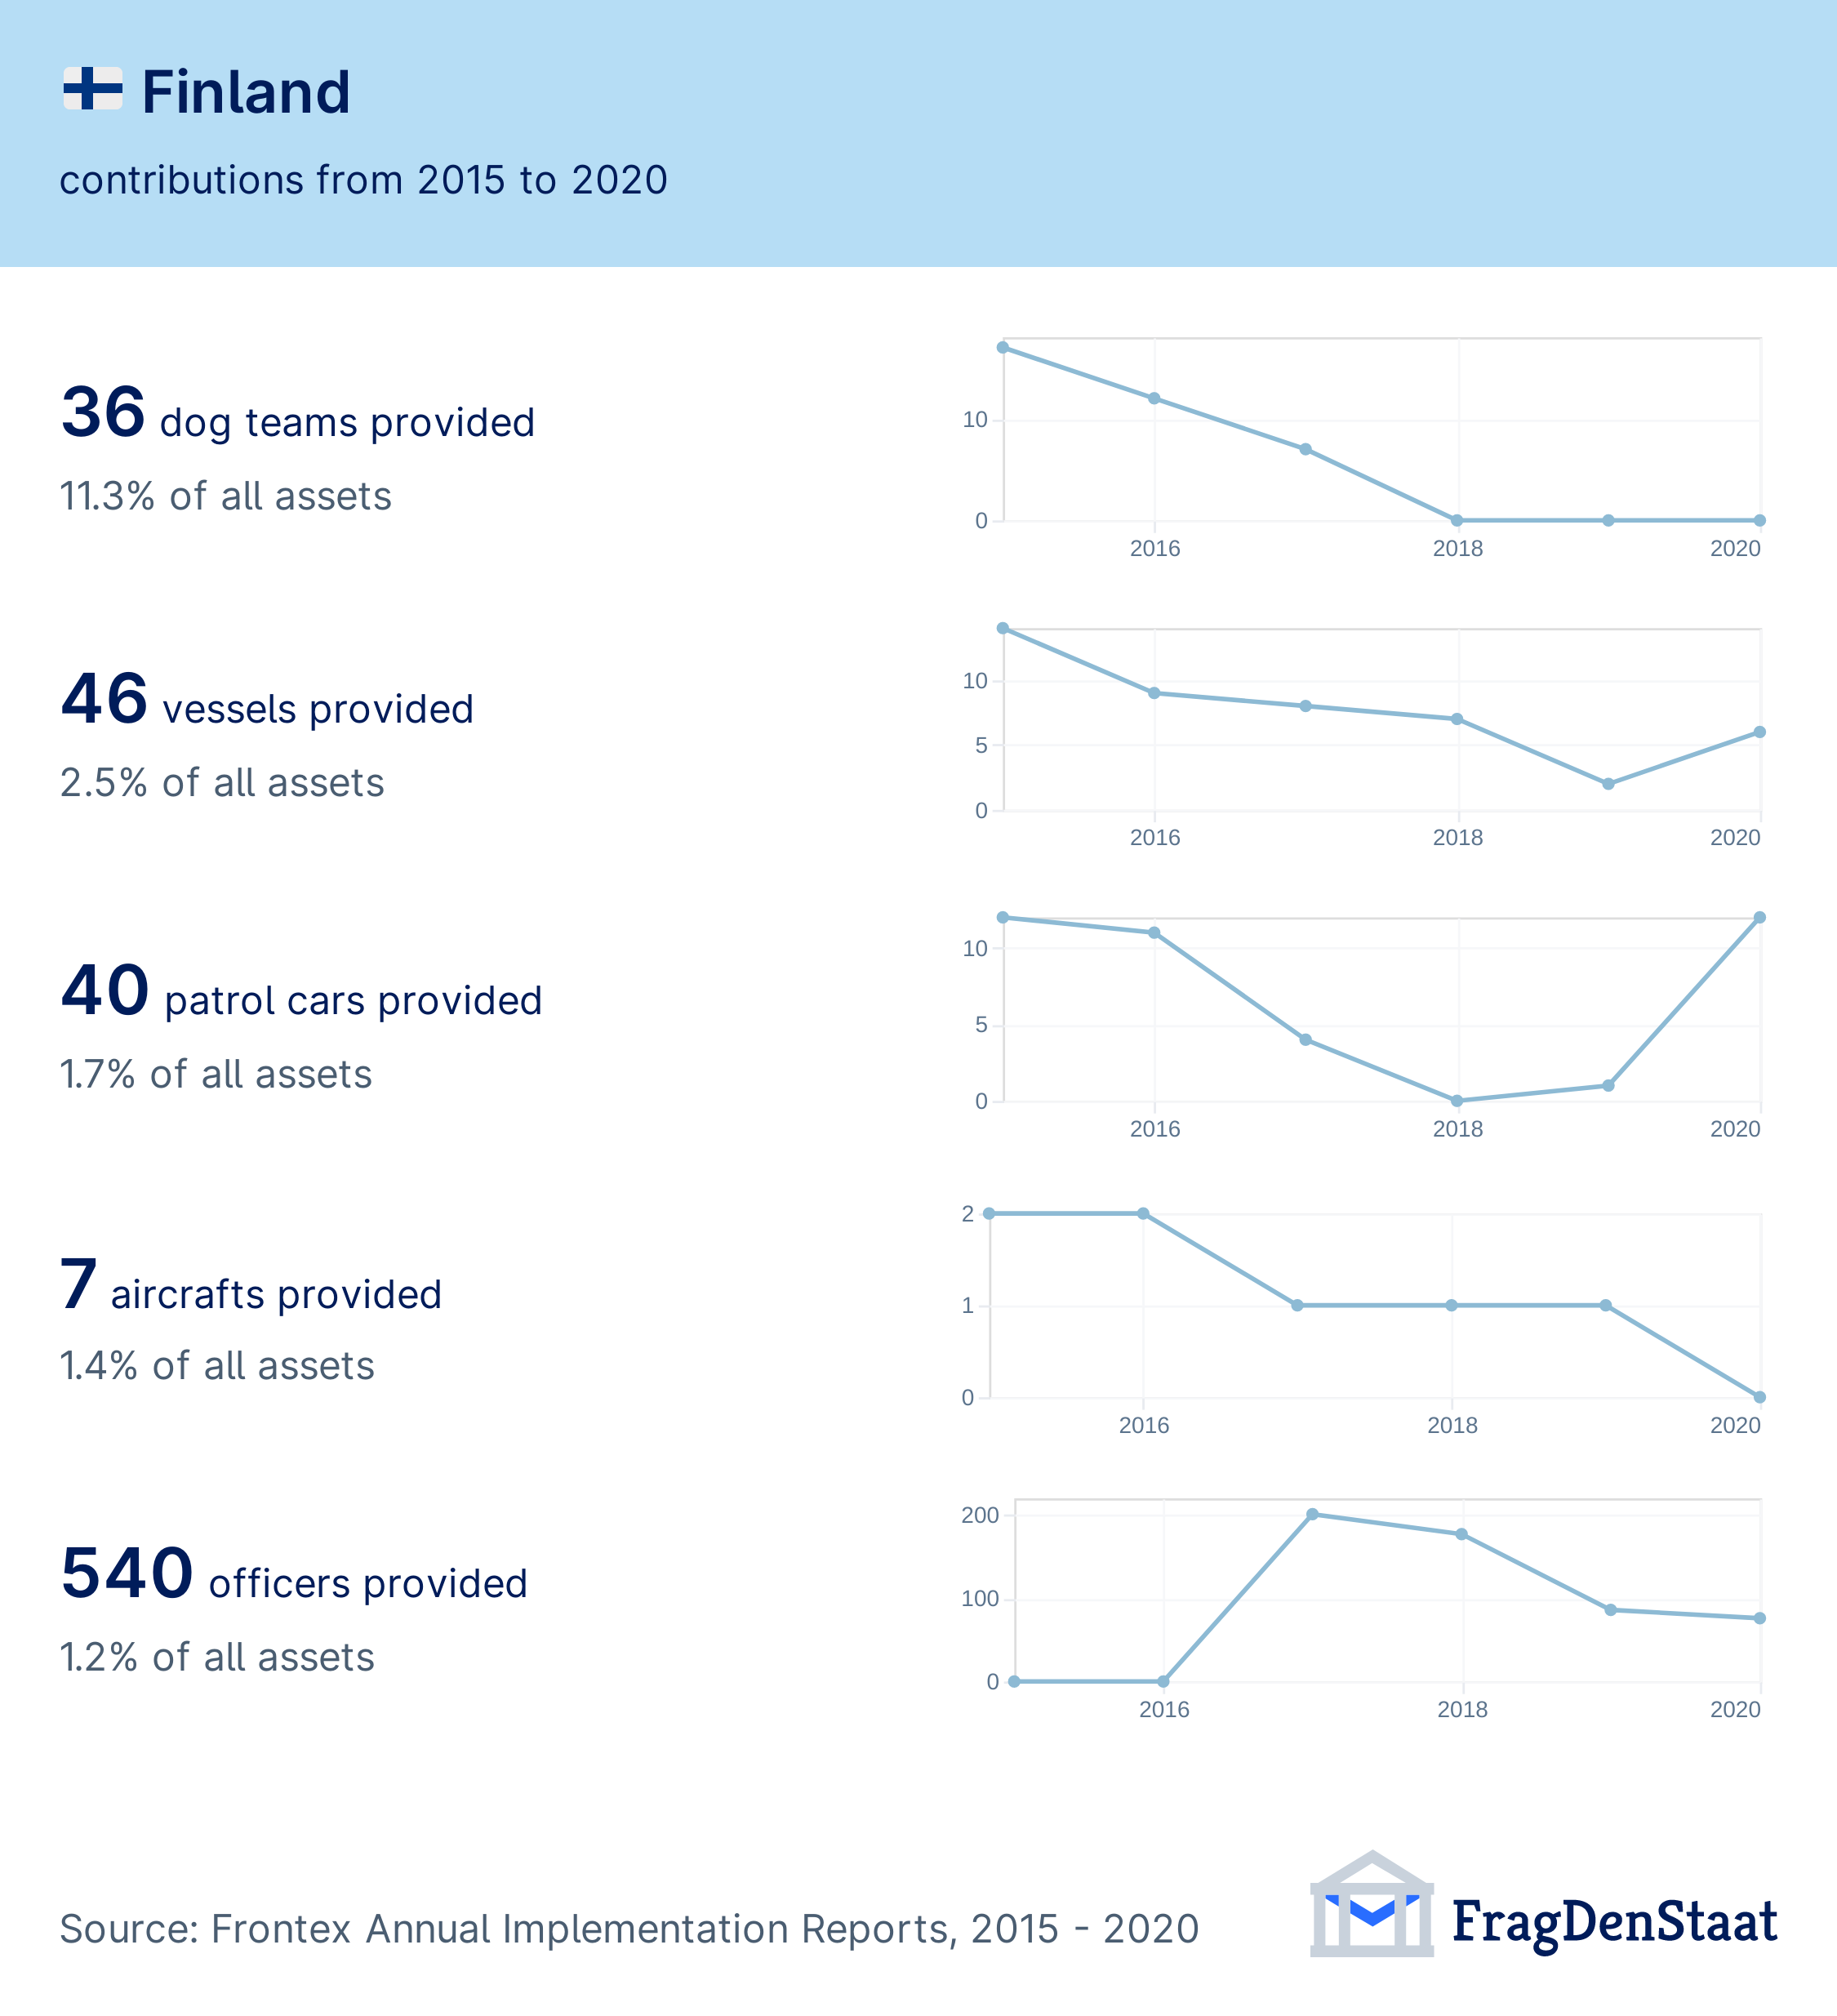 Finland
contributions from 2015 to 2020
36 dog teams provided
11.3% of all assets
10
0
2016 2018 2020
46 vessels provided
2.5% of all assets
10
5
0
2016 2018 2020
40 patrol cars provided
1.7% of all assets
10
5
0
2016 2018 2020
7 aircrafts provided
1.4% of all assets
2
1
0
2016 2018 2020
540 officers provided
1.2% of all assets
200
100
0
2016 2018 2020
Source: Frontex Annual Implementation Reports, 2015 - 2020
FragDenStaat